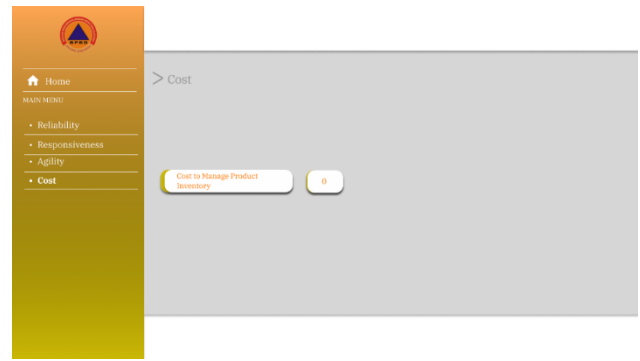 Home
MAIN MENU
• Reliability
• Responsiveness
• Agility
• Cost
> Cost
Cost to Manage Product
Inventory
0